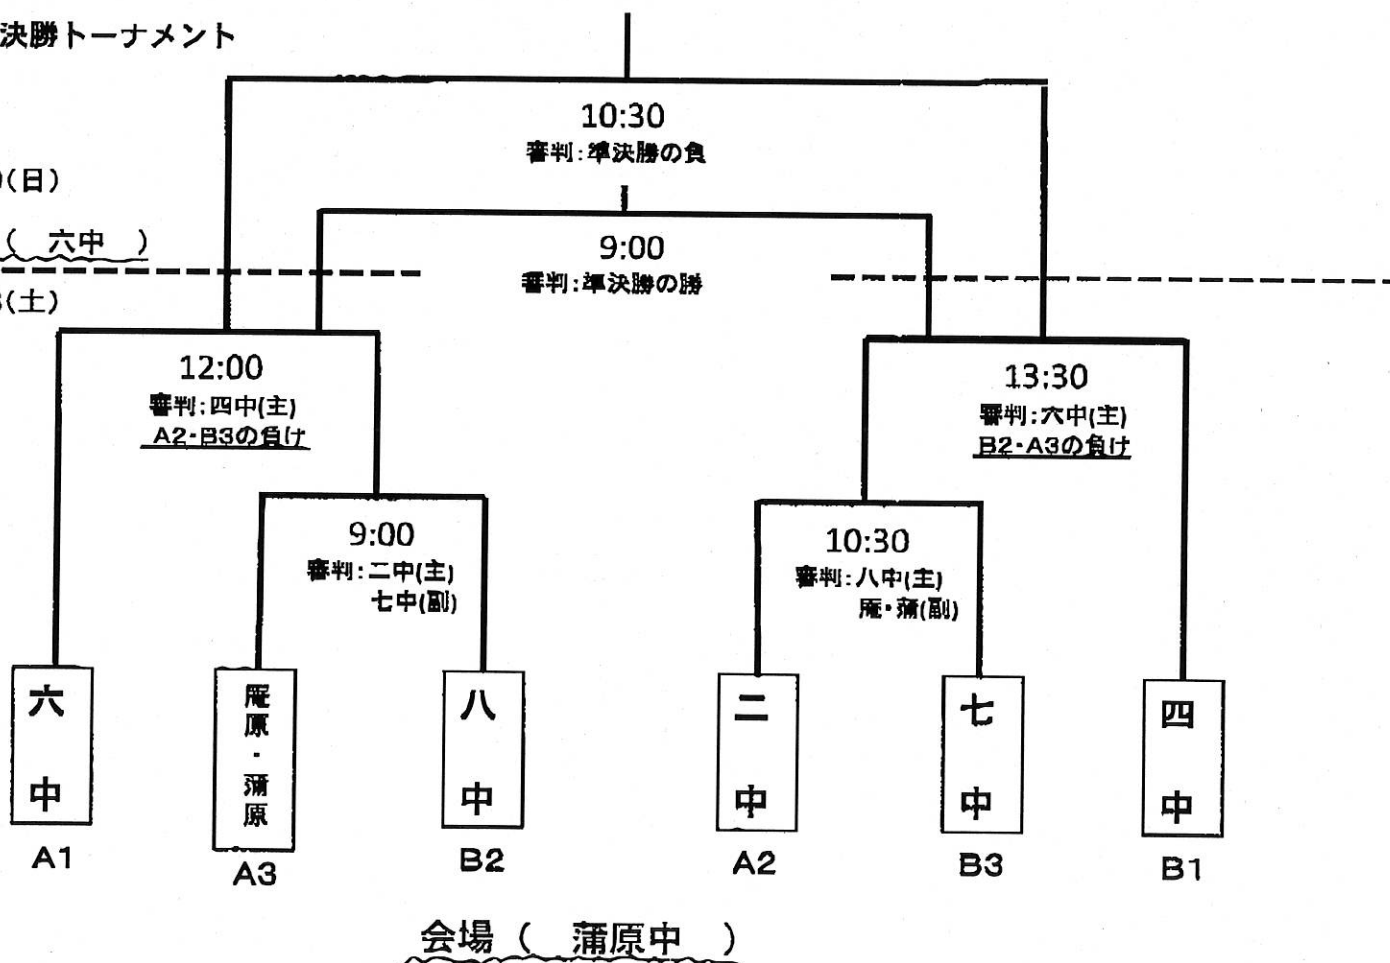 決勝トーナメント
10:30
審判:準決勝の負
(日)
( 六中 )
9:00
審判:準決勝の勝
(土)
12:00
審判:四中(主)
A2・B3の負け
13:30
審判:六中(主)
B2・A3の負け
9:00
審判:二中(主)
七中(副)
10:30
審判:八中(主)
庵・蒲(副)
六中
庵原・蒲原
八中
二中
七中
四中
A1
A3
B2
A2
B3
B1
会場 ( 蒲原中 )